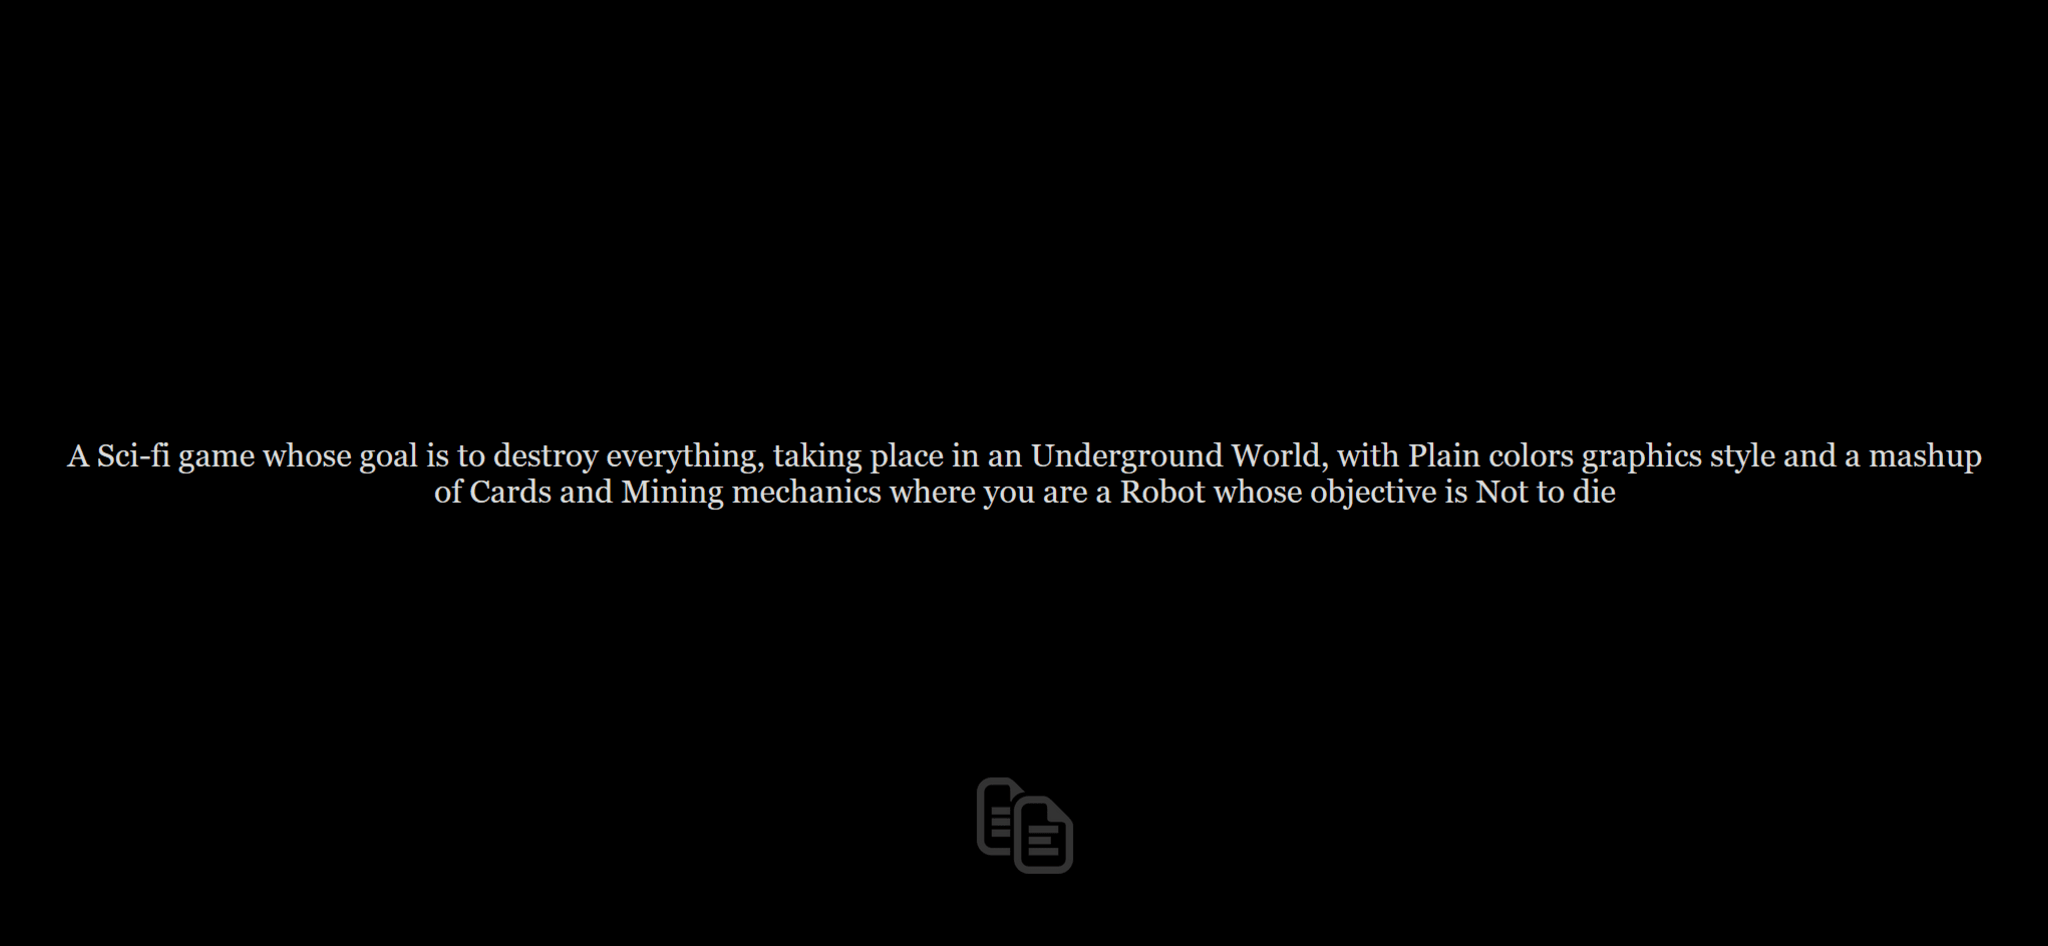 A Sci-fi game whose goal is to destroy everything, taking place in an Underground World, with Plain colors graphics style and a mashup
of Cards and Mining mechanics where you are a Robot whose objective is Not to die